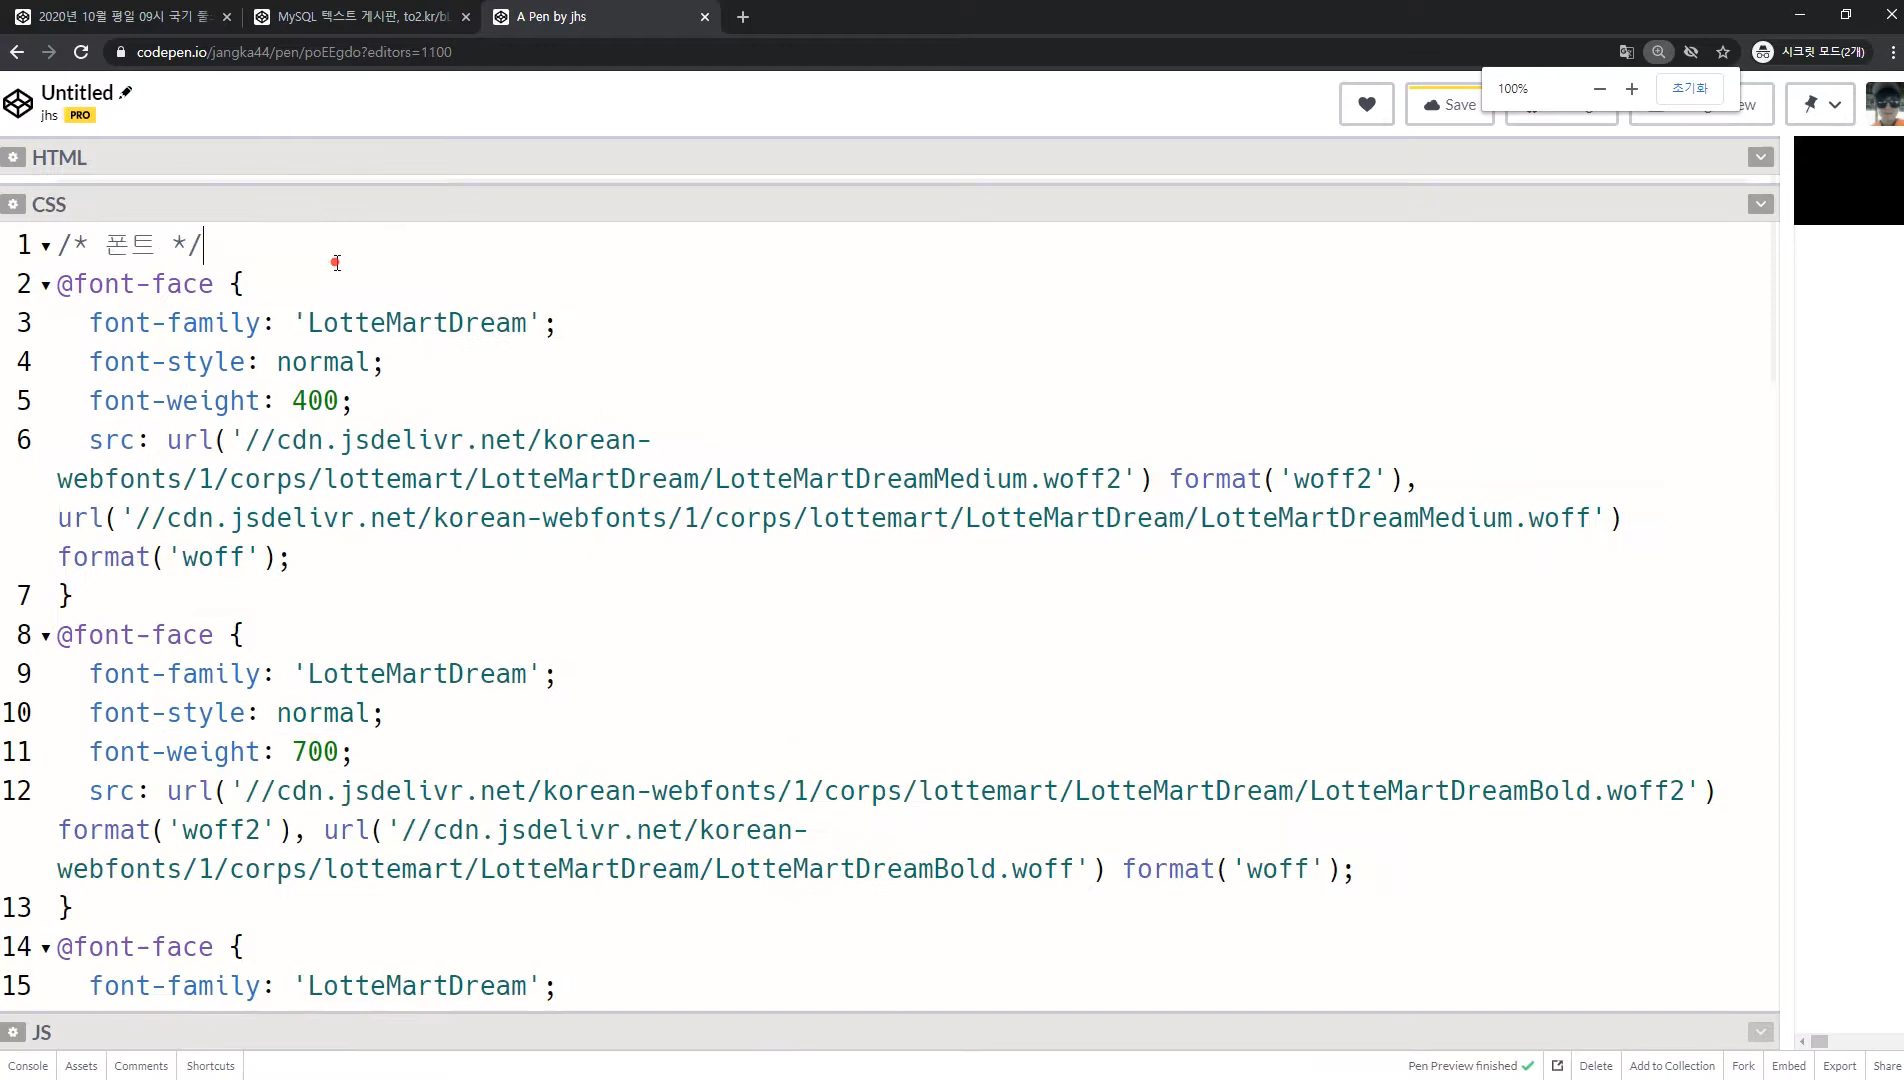 2020년 10월 평일 09시 국기
MySQL 텍스트 게시판, to2.kr/b
A Pen by jhs
codepen.io/jangka44/pen/poEEgdo?editors=1100
시크릿 모드(2개)
Untitled
jhs PRO
Save
100%
초기화
HTML
CSS
1 /* 폰트 */
2 @font-face {
3 font-family: 'LotteMartDream';
4 font-style: normal;
5 font-weight: 400;
6 src: url('//cdn.jsdelivr.net/korean-
webfonts/1/corps/lottemart/LotteMartDream/LotteMartDreamMedium.woff2') format('woff2'),
url('//cdn.jsdelivr.net/korean-webfonts/1/corps/lottemart/LotteMartDream/LotteMartDreamMedium.woff')
format('woff');
7 }
8 @font-face {
9 font-family: 'LotteMartDream';
10 font-style: normal;
11 font-weight: 700;
12 src: url('//cdn.jsdelivr.net/korean-webfonts/1/corps/lottemart/LotteMartDream/LotteMartDreamBold.woff2')
format('woff2'), url('//cdn.jsdelivr.net/korean-
webfonts/1/corps/lottemart/LotteMartDream/LotteMartDreamBold.woff') format('woff');
13 }
14 @font-face {
15 font-family: 'LotteMartDream';
JS
Console Assets Comments Shortcuts
Pen Preview finished Delete Add to Collection Fork Embed Export Share